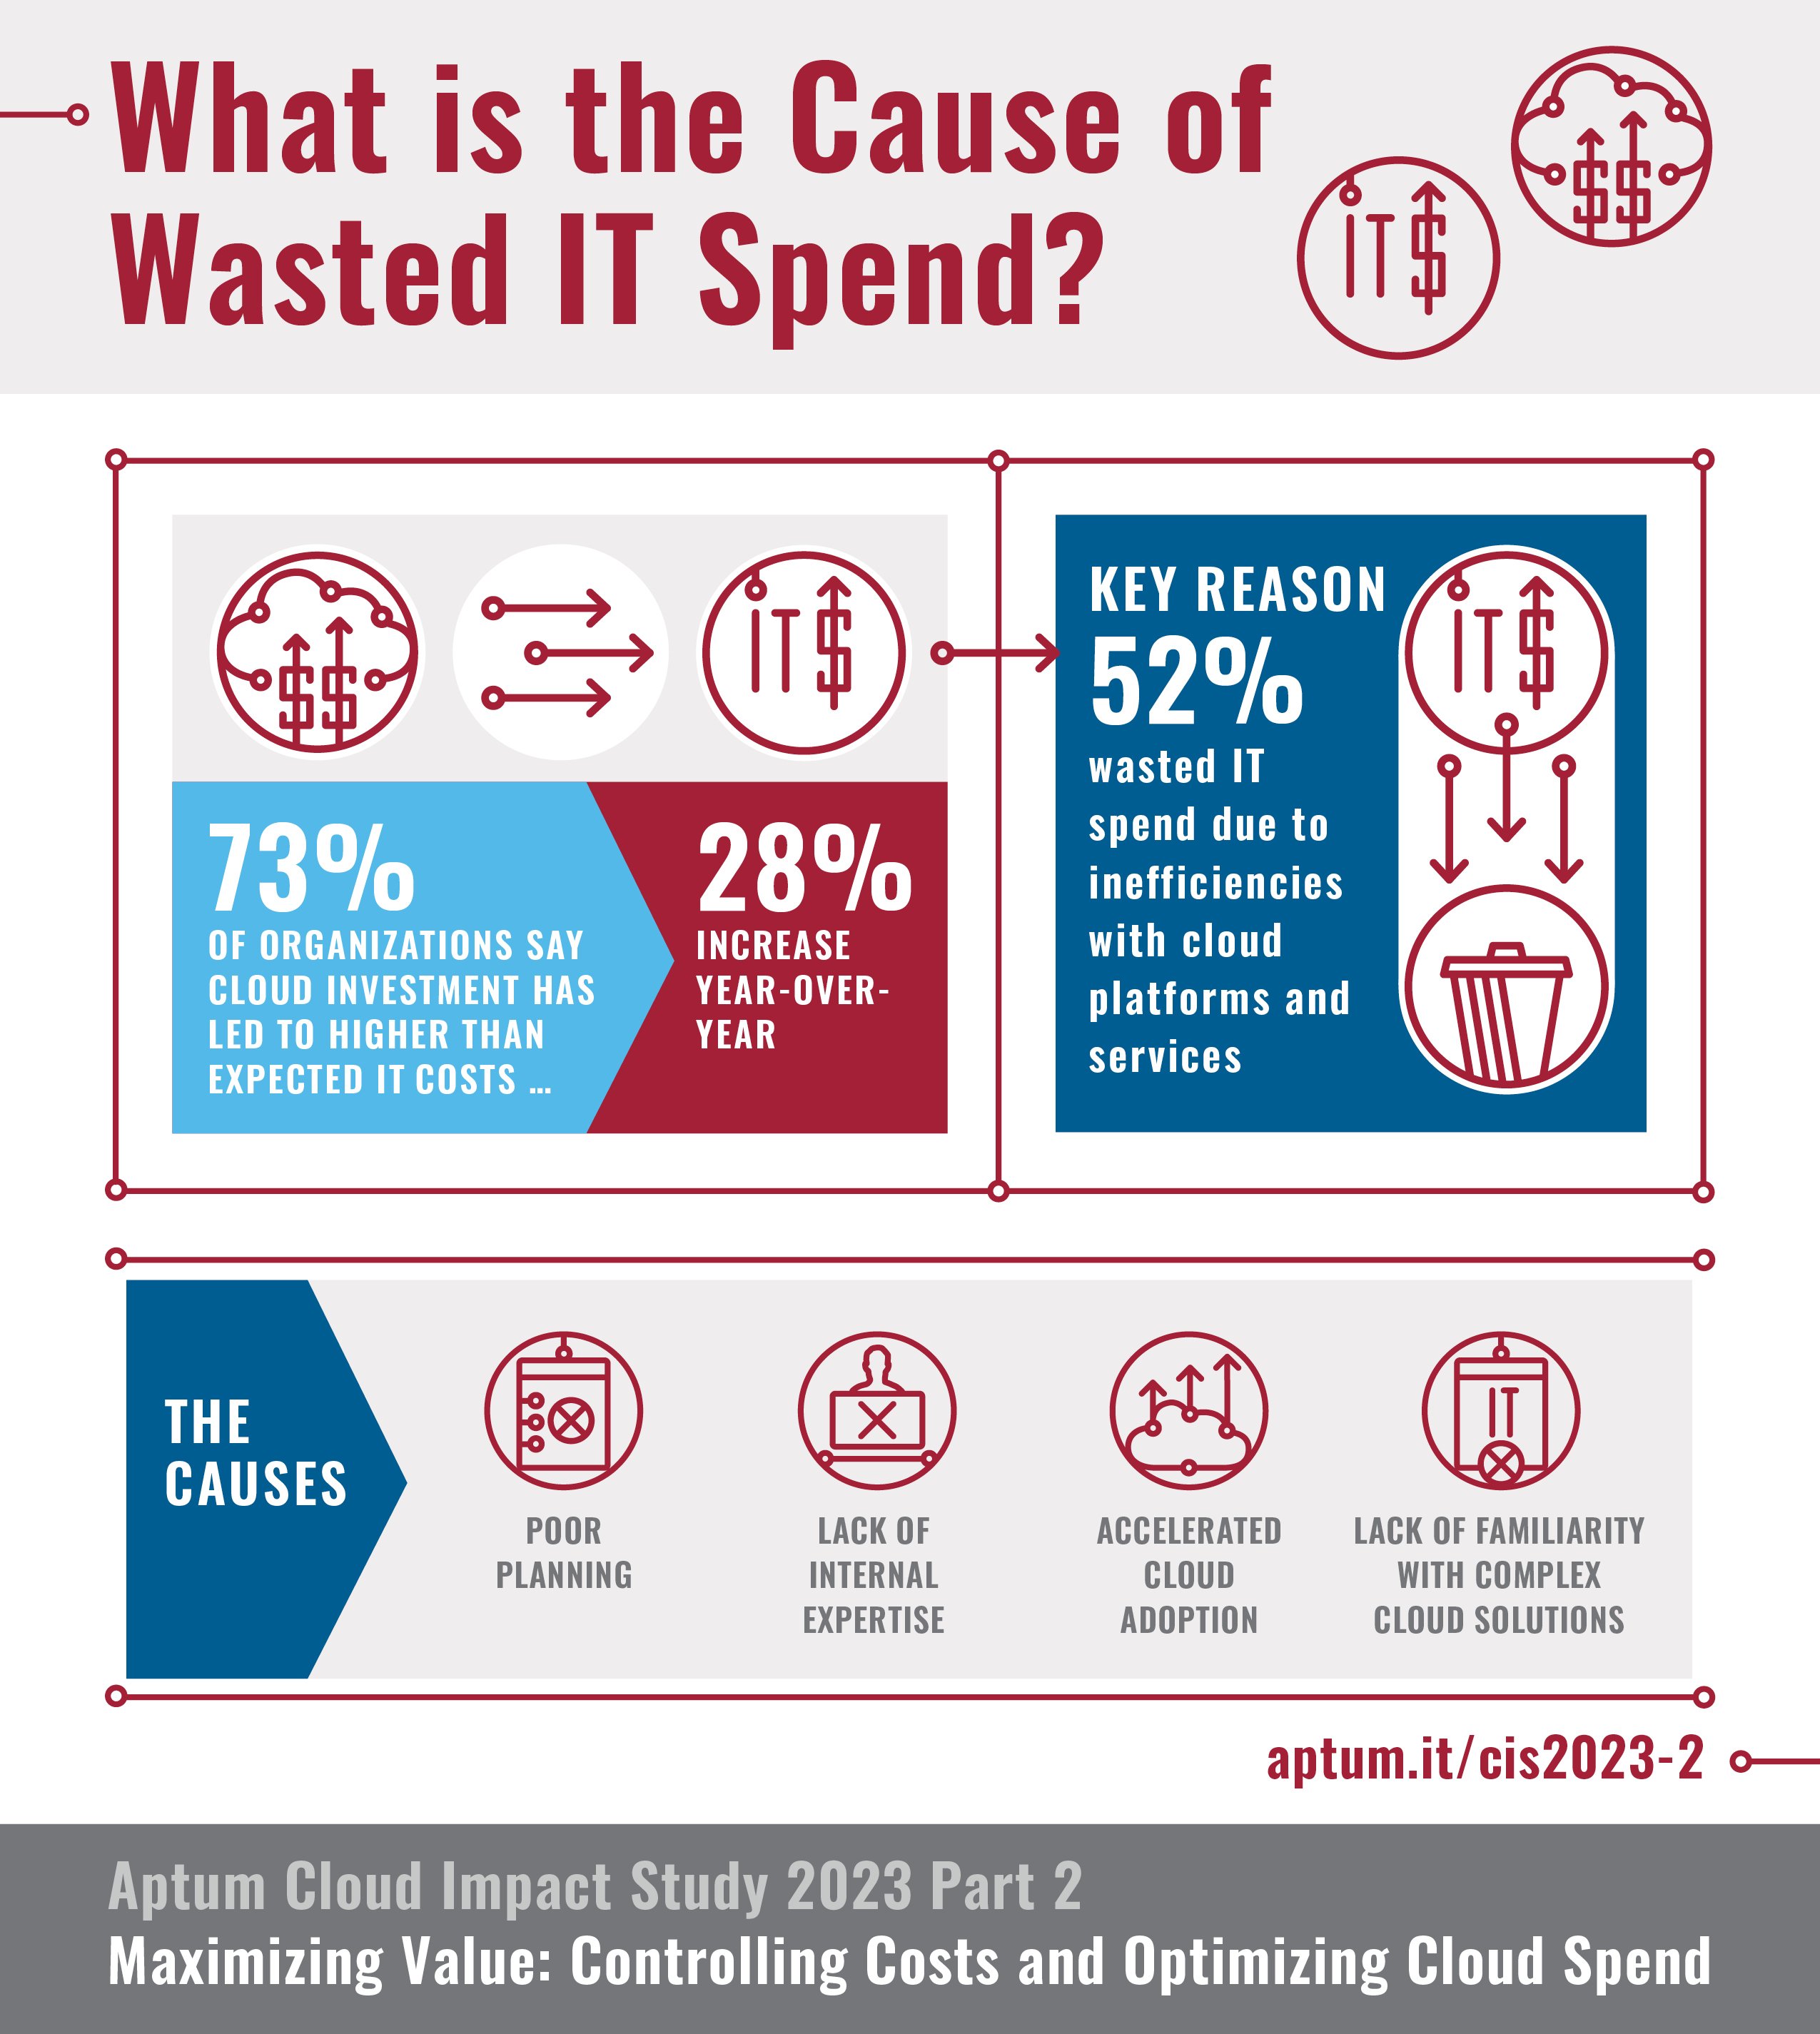 What is the Cause of
Wasted IT Spend?
IT $
$$
$$
IT $
73%
OF ORGANIZATIONS SAY
CLOUD INVESTMENT HAS
LED TO HIGHER THAN
EXPECTED IT COSTS ...
28%
INCREASE
YEAR-OVER-
YEAR
KEY REASON
52%
wasted IT
spend due to
inefficiencies
with cloud
platforms and
services
IT $
THE
CAUSES
POOR
PLANNING
LACK OF
INTERNAL
EXPERTISE
ACCELERATED
CLOUD
ADOPTION
IT
LACK OF FAMILIARITY
WITH COMPLEX
CLOUD SOLUTIONS
aptum.it/cis2023-2
Aptum Cloud Impact Study 2023 Part 2
Maximizing Value: Controlling Costs and Optimizing Cloud Spend